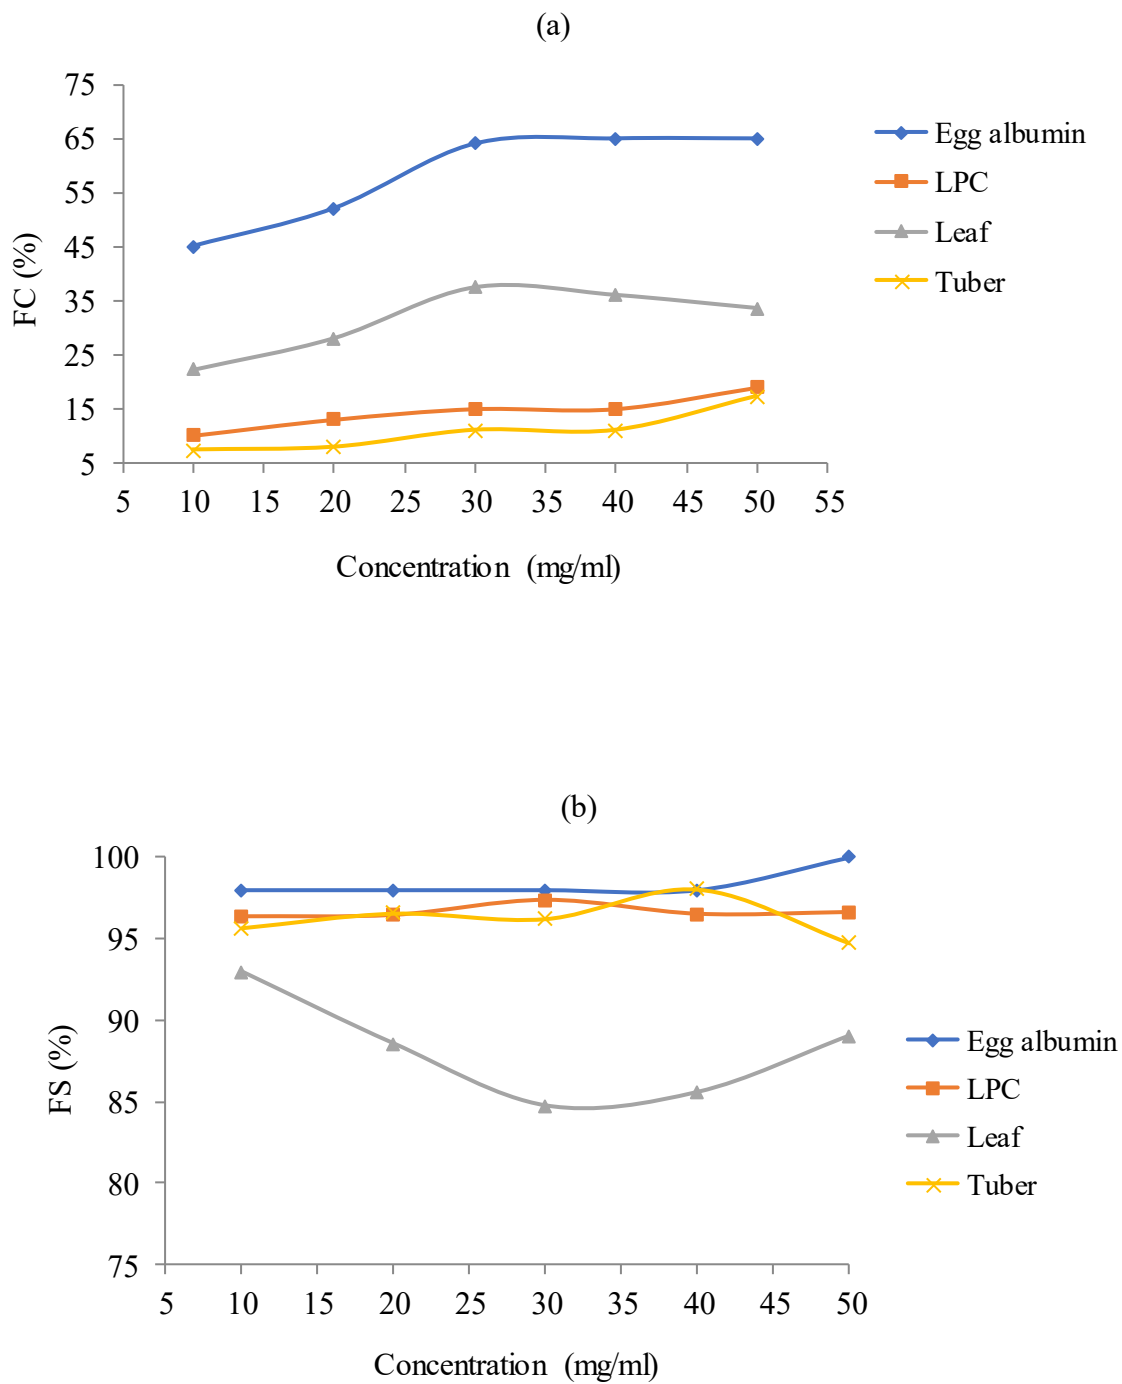 (a)
75
65
55
45
35
25
15
5
FC (%)
5 10 15 20 25 30 35 40 45 50 55
Concentration (mg/ml)
Egg albumin
LPC
Leaf
Tuber
(b)
100
95
90
85
80
75
FS (%)
5 10 15 20 25 30 35 40 45 50
Concentration (mg/ml)
Egg albumin
LPC
Leaf
Tuber